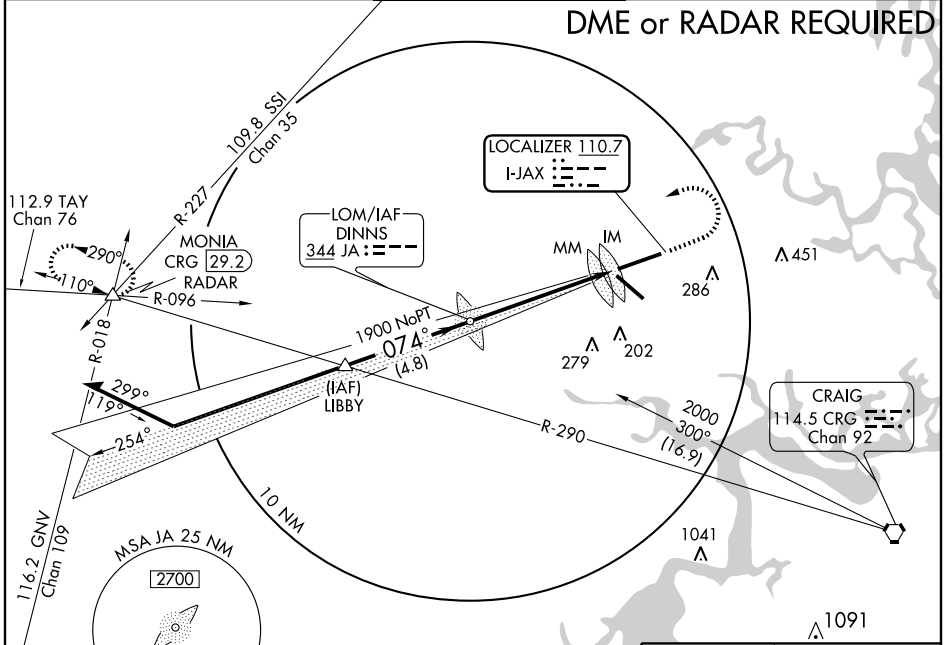 DME or RADAR REQUIRED
109.8 SSI
Chan 35
R-227
LOCALIZER 110.7
I-JAX
112.9 TAY
Chan 76
LOM/IAF
DINNS
344 JA
MONIA
CRG 29.2
RADAR
290°
110°
R-096
R-018
MM
IM
451
286
279
202
1900 NoPT
074°
(4.8)
(IAF)
LIBBY
299°
119°
254°
R-290
2000
300°
(16.9)
CRAIG
114.5 CRG
Chan 92
10 NM
116.2 GNV
Chan 109
MSA JA 25 NM
2700
1041
1091